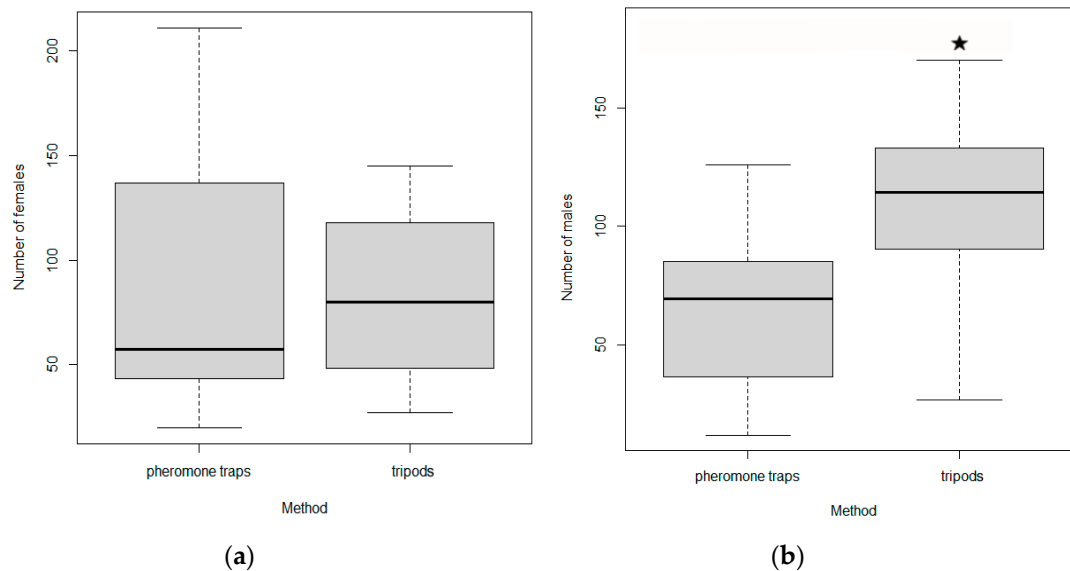 Number of females
200
150
100
50
pheromone traps
tripods
Method
(a)
Number of males
150
100
50
pheromone traps
tripods
Method
(b)